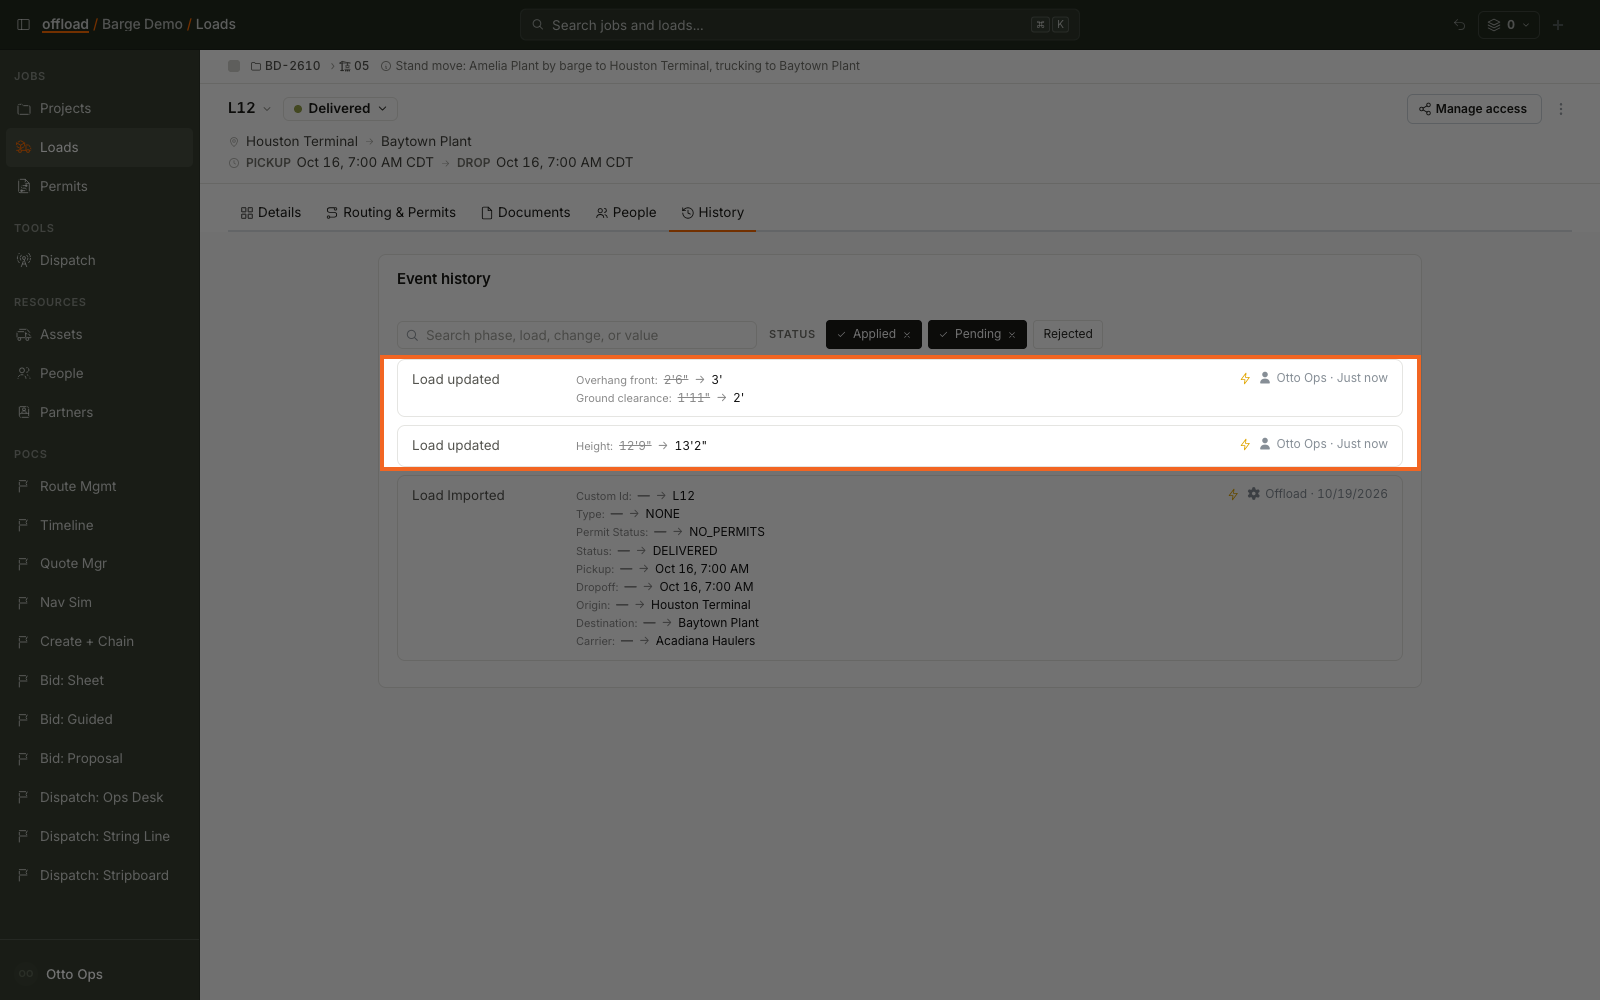 offload / Barge Demo / Loads
Search jobs and loads...
⌘ K
0
JOBS
Projects
Loads
Permits
TOOLS
Dispatch
RESOURCES
Assets
People
Partners
POCS
Route Mgmt
Timeline
Quote Mgr
Nav Sim
Create + Chain
Bid: Sheet
Bid: Guided
Bid: Proposal
Dispatch: Ops Desk
Dispatch: String Line
Dispatch: Stripboard
Otto Ops
BD-2610 › 05 Stand move: Amelia Plant by barge to Houston Terminal, trucking to Baytown Plant
L12 Delivered
Manage access
Houston Terminal → Baytown Plant
PICKUP Oct 16, 7:00 AM CDT → DROP Oct 16, 7:00 AM CDT
Details Routing & Permits Documents People History
Event history
Search phase, load, change, or value
STATUS ✓ Applied × ✓ Pending × Rejected
Load updated Overhang front: 2'6" → 3' Otto Ops · Just now
Ground clearance: 1'11" → 2'
Load updated Height: 12'9" → 13'2" Otto Ops · Just now
Load Imported Custom Id: — → L12 Offload · 10/19/2026
Type: — → NONE
Permit Status: — → NO_PERMITS
Status: — → DELIVERED
Pickup: — → Oct 16, 7:00 AM
Dropoff: — → Oct 16, 7:00 AM
Origin: — → Houston Terminal
Destination: — → Baytown Plant
Carrier: — → Acadiana Haulers